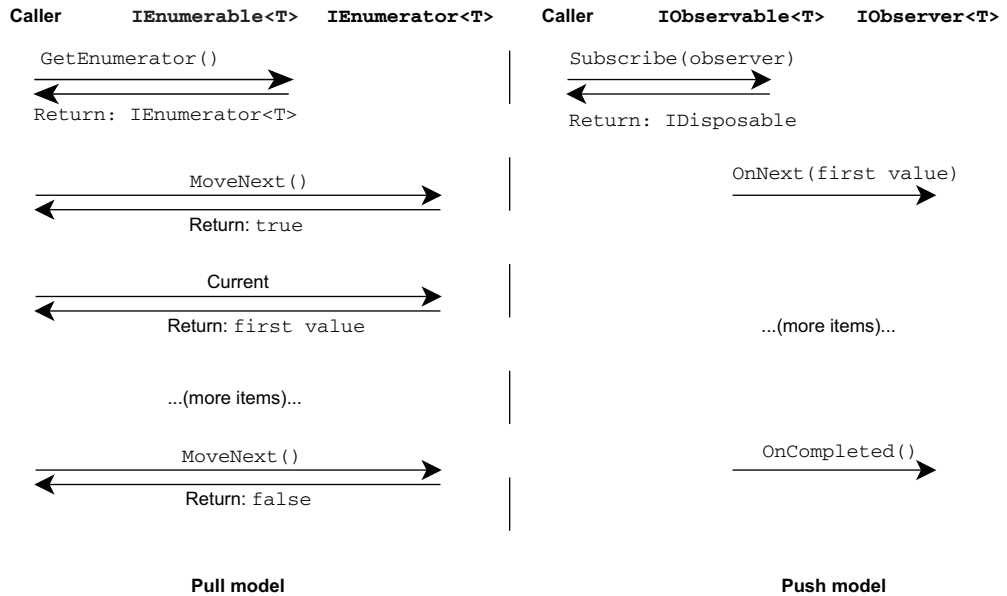 Caller IEnumerable<T> IEnumerator<T>
GetEnumerator()
Return: IEnumerator<T>
MoveNext()
Return: true
Current
Return: first value
...(more items)...
MoveNext()
Return: false
Pull model
Caller IObservable<T> IObserver<T>
Subscribe(observer)
Return: IDisposable
OnNext(first value)
...(more items)...
OnCompleted()
Push model